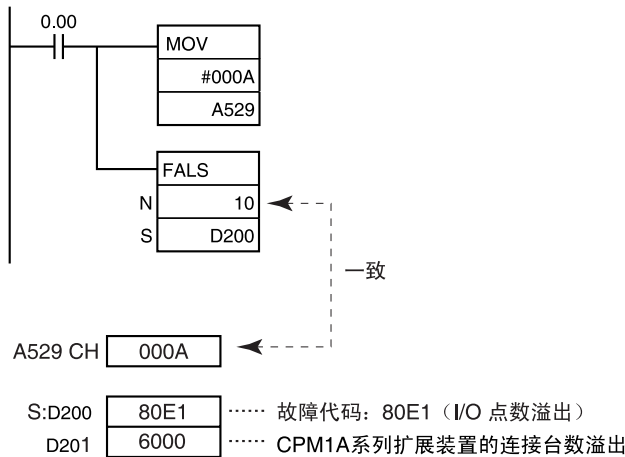 0.00
MOV
#000A
A529
FALS
N 10
S D200
一致
A529 CH 000A
S:D200 80E1 ······ 故障代码：80E1（I/O 点数溢出）
D201 6000 ······ CPM1A系列扩展装置的连接台数溢出